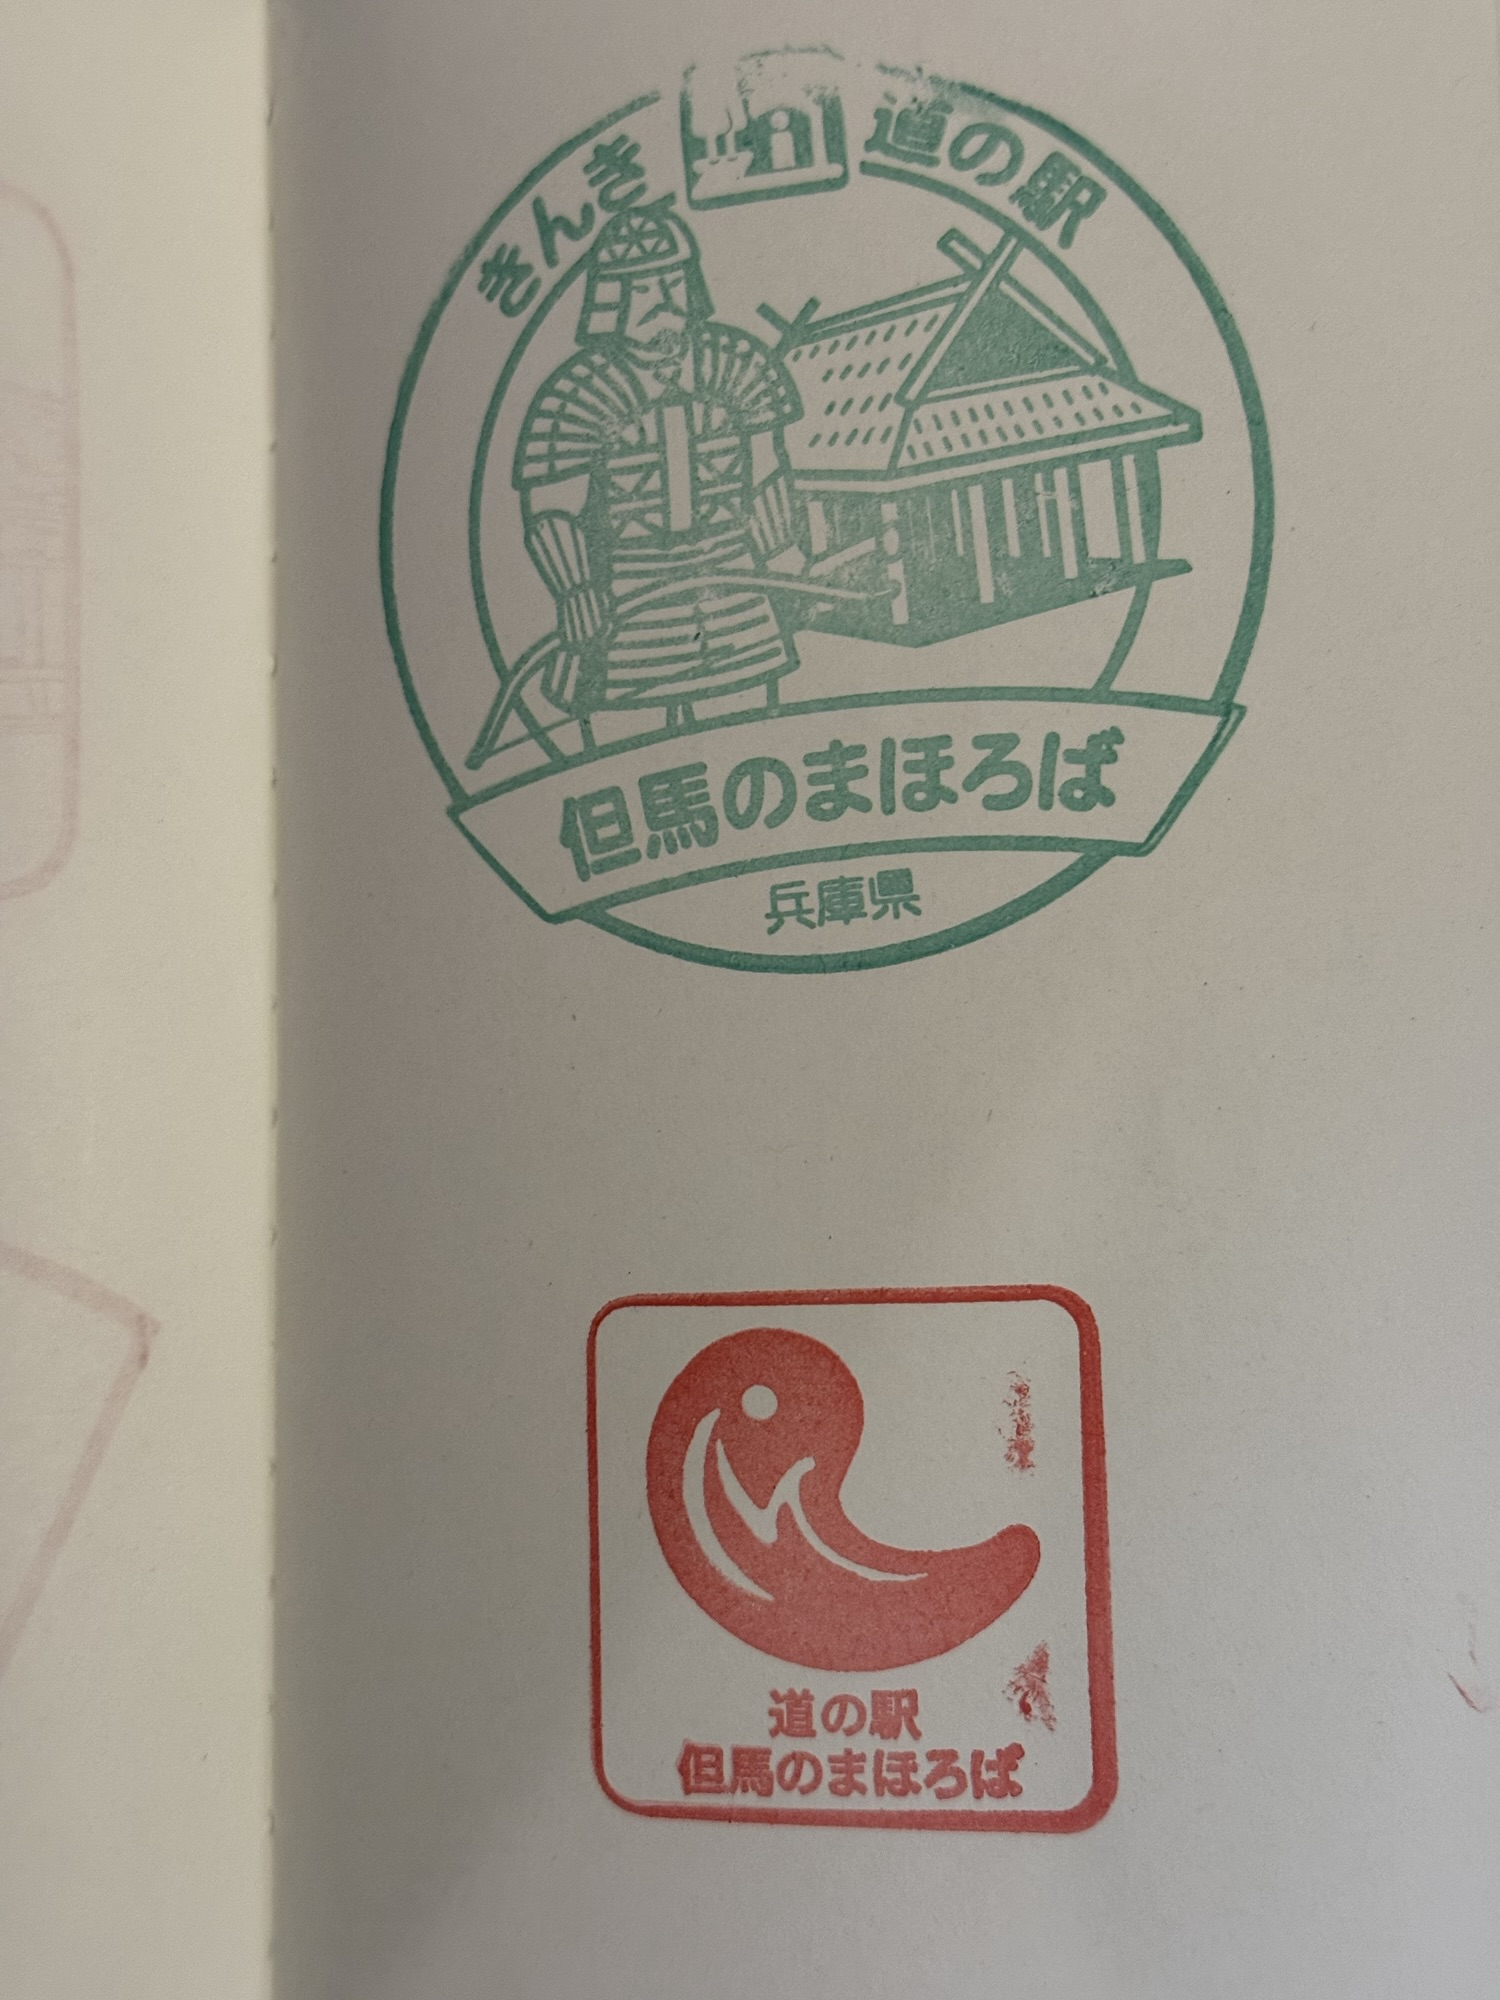 きんき 道の駅
但馬のまほろば
兵庫県
道の駅
但馬のまほろば